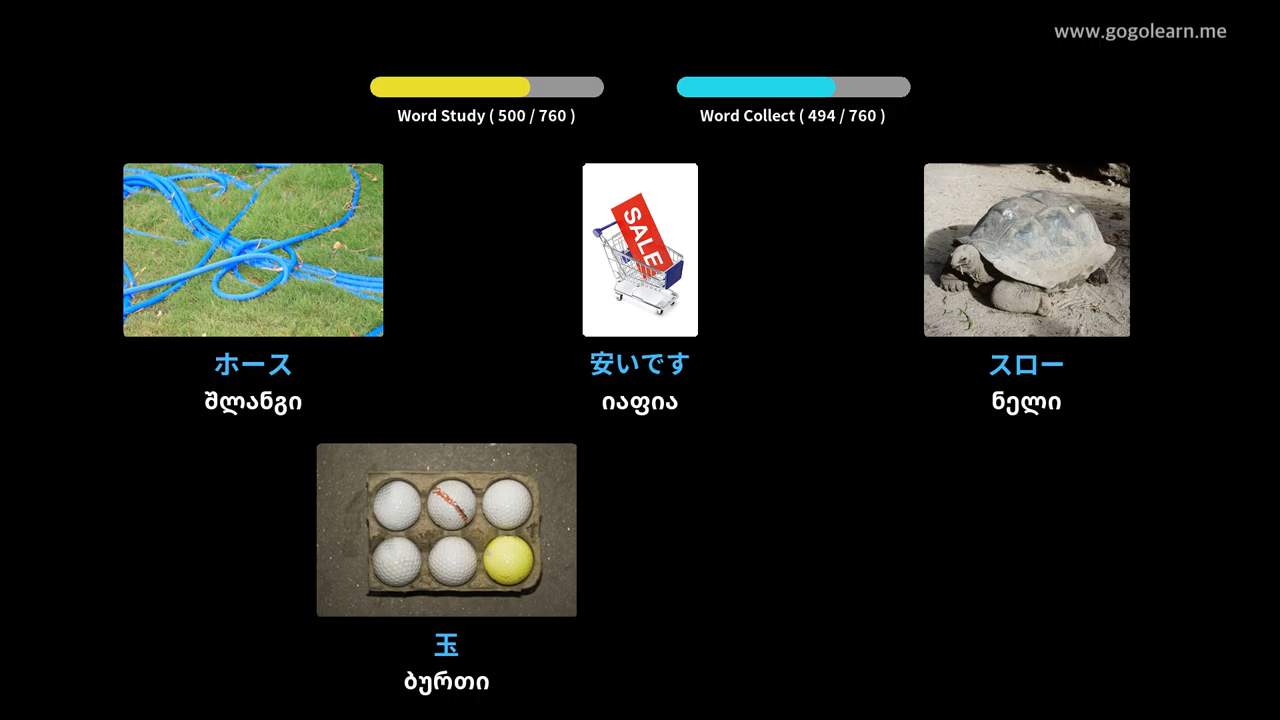 www.gogolearn.me
Word Study ( 500 / 760 )
Word Collect ( 494 / 760 )
SALE
ホース
შლანგი
安いです
იაფია
スロー
ნელი
玉
ბურთი